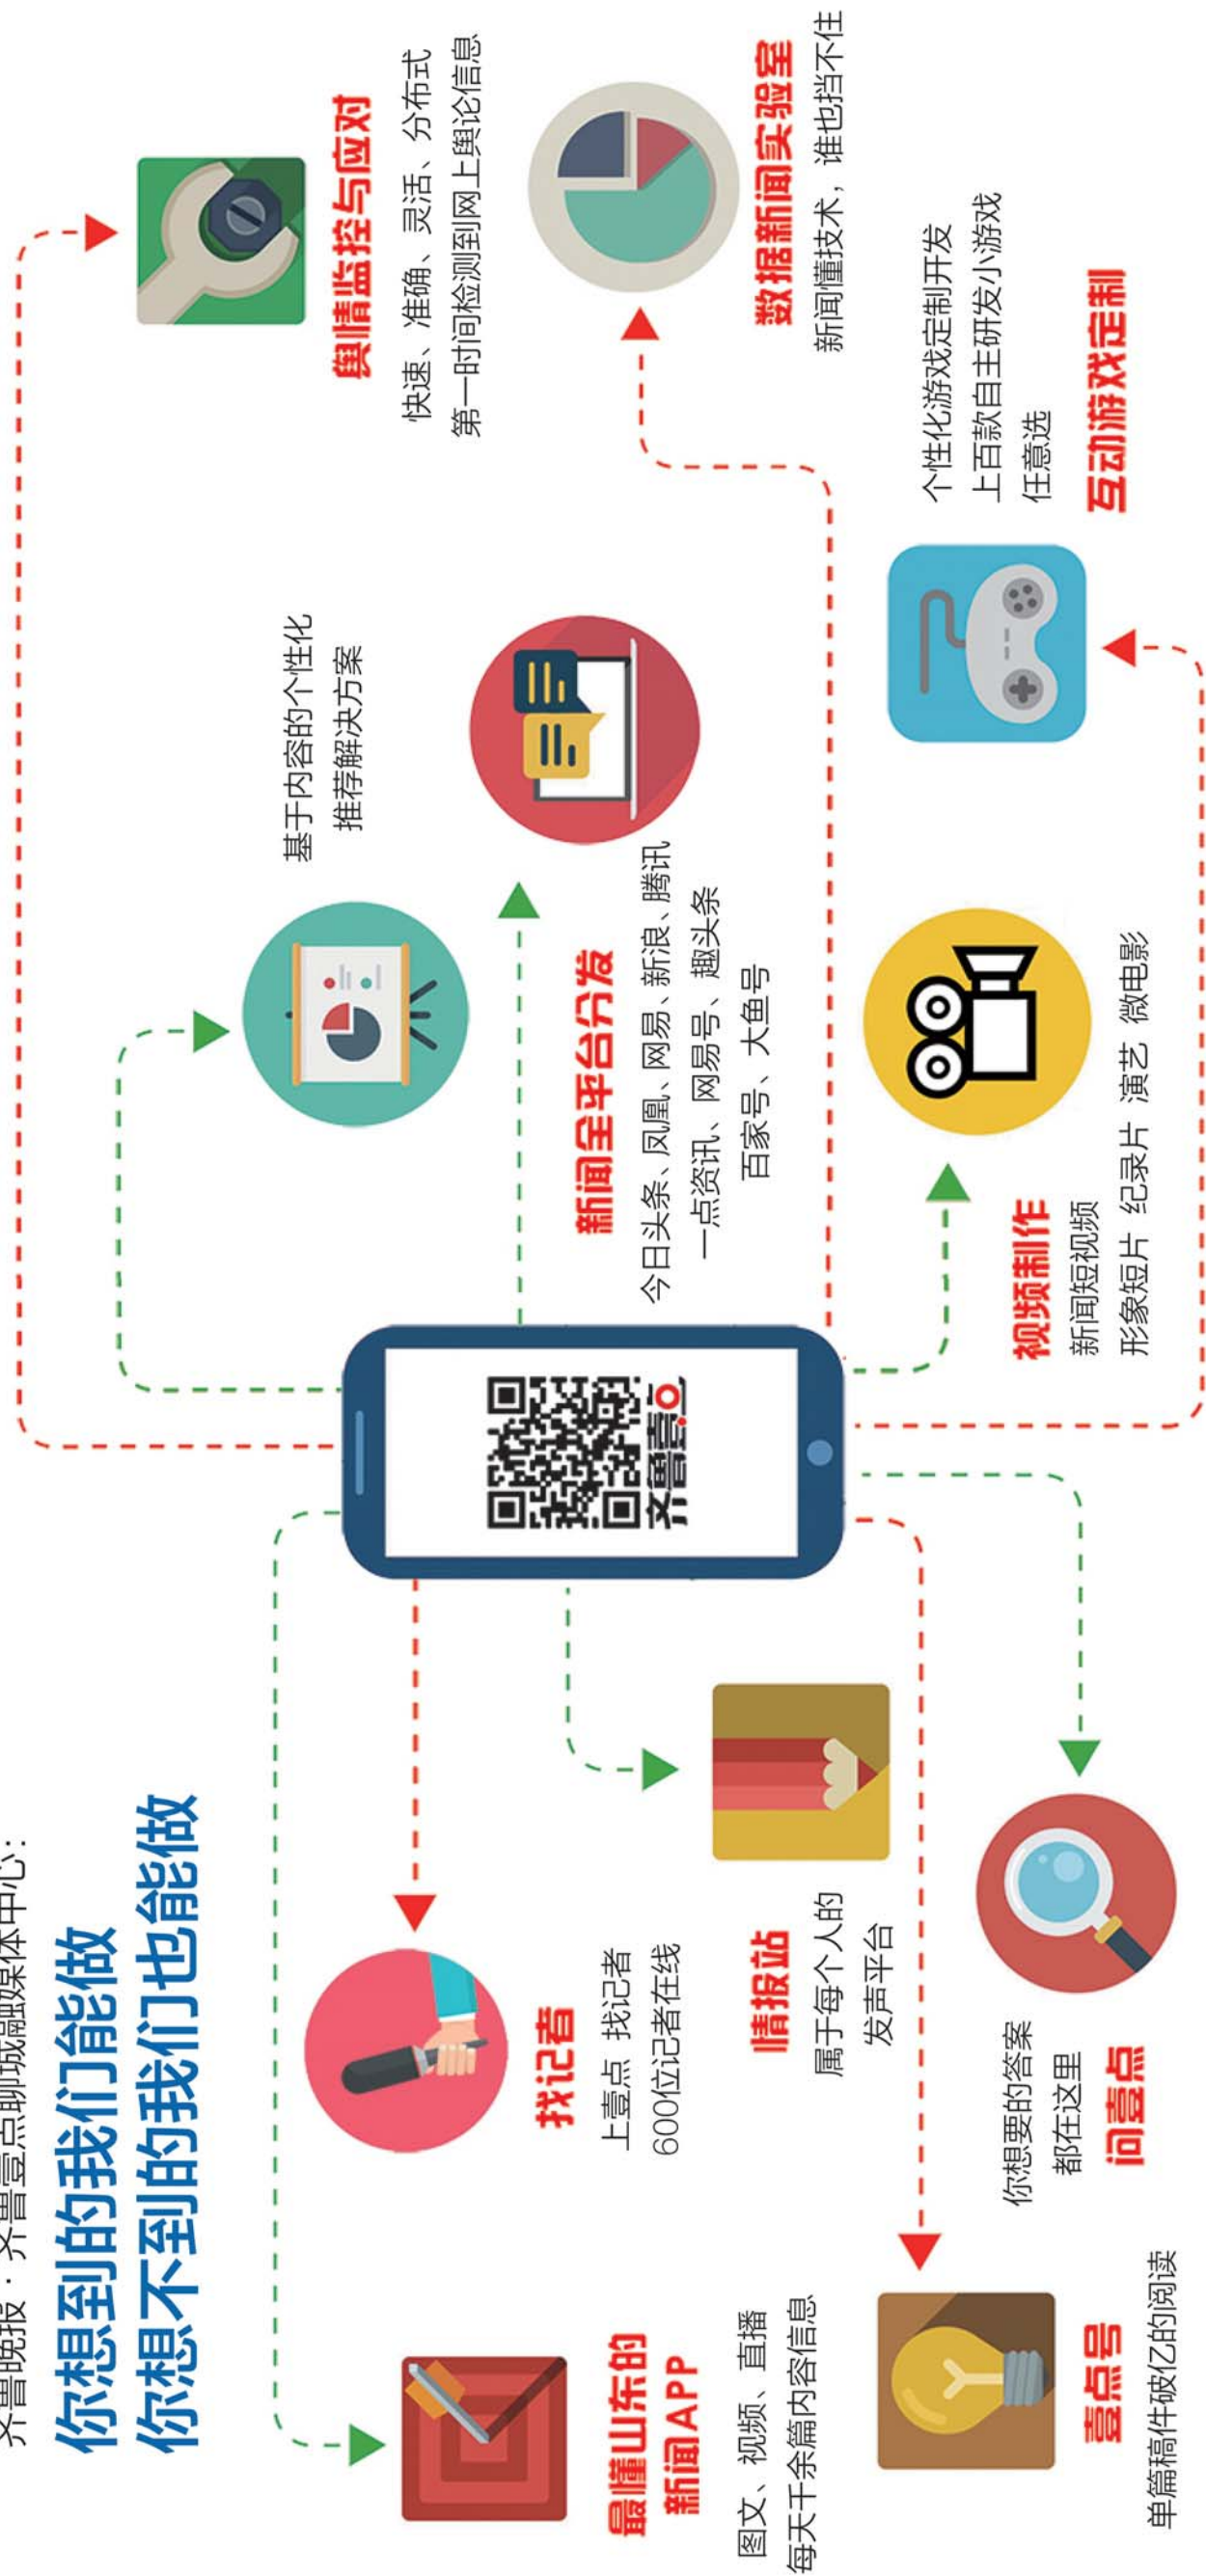 齐鲁晚报·齐鲁壹点聊城融媒体中心：
你想到的我们能做
你想不到的我们也能做
最懂山东的
新闻APP
图文、视频、直播
每天千余篇内容信息
找记者
上壹点 找记者
600位记者在线
情报站
属于每个人的
发声平台
壹点号
单篇稿件破亿的阅读
你想要的答案
都在这里
问壹点
齐鲁壹点
基于内容的个性化
推荐解决方案
新闻全平台分发
今日头条、凤凰、网易、新浪、腾讯
一点资讯、网易号、趣头条
百家号、大鱼号
视频制作
新闻短视频
形象短片 纪录片 演艺 微电影
舆情监控与应对
快速、准确、灵活、分布式
第一时间检测到网上舆论信息
数据新闻实验室
新闻懂技术，谁也挡不住
个性化游戏定制开发
上百款自主研发小游戏
任意选
互动游戏定制